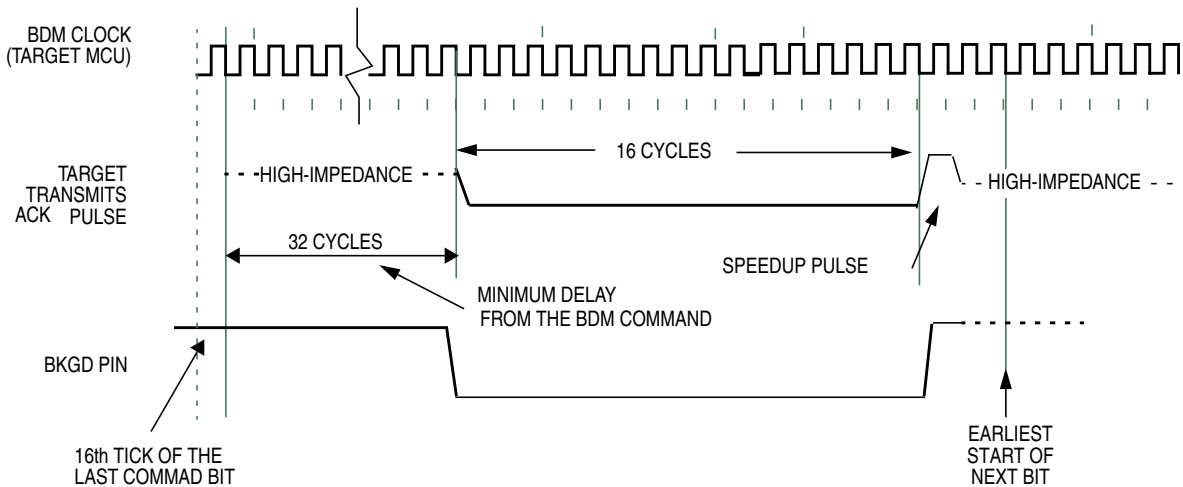 BDM CLOCK
(TARGET MCU)
16 CYCLES
TARGET
TRANSMITS
ACK PULSE
HIGH-IMPEDANCE
HIGH-IMPEDANCE
32 CYCLES
SPEEDUP PULSE
MINIMUM DELAY
FROM THE BDM COMMAND
BKGD PIN
16th TICK OF THE
LAST COMMAD BIT
EARLIEST
START OF
NEXT BIT